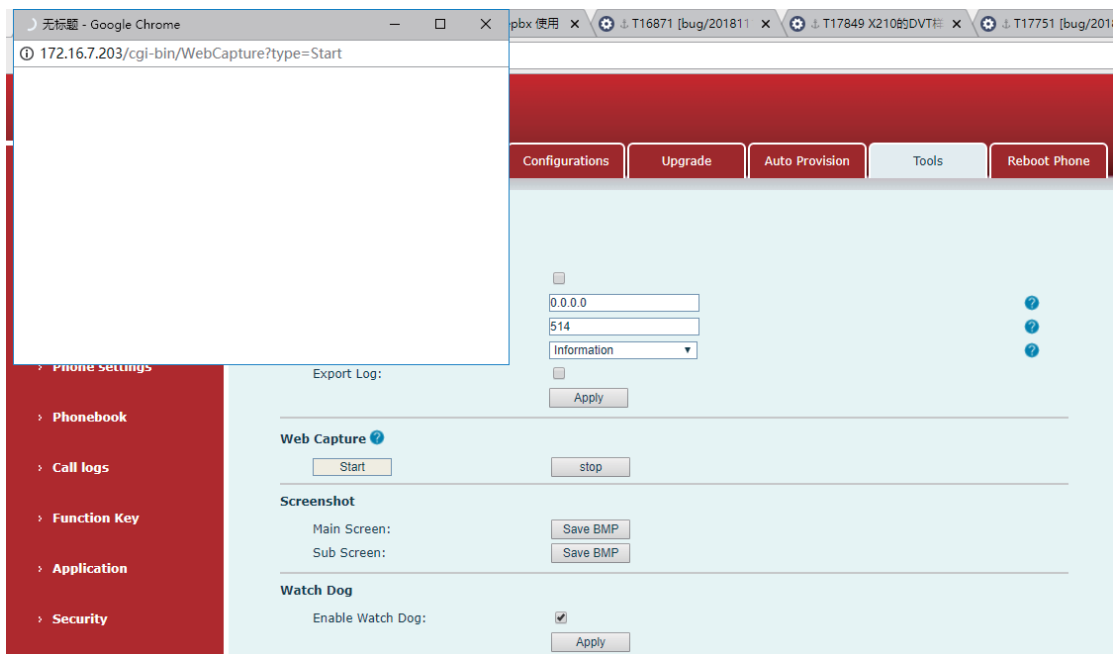 无标题 - Google Chrome
pbx 使用
T16871 [bug/201811
T17849 X210的DVT样
T17751 [bug/201
172.16.7.203/cgi-bin/WebCapture?type=Start
Configurations
Upgrade
Auto Provision
Tools
Reboot Phone
0.0.0.0
514
Information
Phone settings
Export Log:
Apply
Phonebook
Web Capture
Call logs
Start
stop
Screenshot
Function Key
Main Screen:
Save BMP
Sub Screen:
Save BMP
Application
Watch Dog
Security
Enable Watch Dog:
Apply